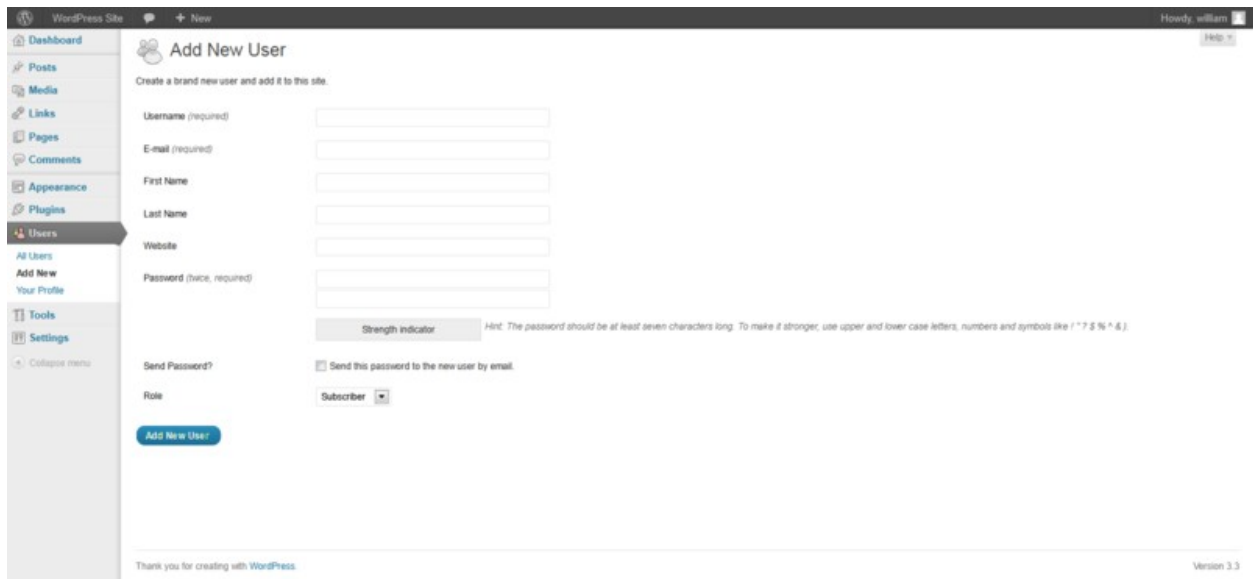 WordPress Site
+ New
Howdy, william
Help
Dashboard
Posts
Media
Links
Pages
Comments
Appearance
Plugins
Users
All Users
Add New
Your Profile
Tools
Settings
Collapse menu
Add New User
Create a brand new user and add it to this site.
Username (required)
E-mail (required)
First Name
Last Name
Website
Password (twice, required)
Strength indicator
Hint: The password should be at least seven characters long. To make it stronger, use upper and lower case letters, numbers and symbols like ! " ? $ % ^ & ).
Send Password?
Send this password to the new user by email.
Role
Subscriber
Add New User
Thank you for creating with WordPress.
Version 3.3